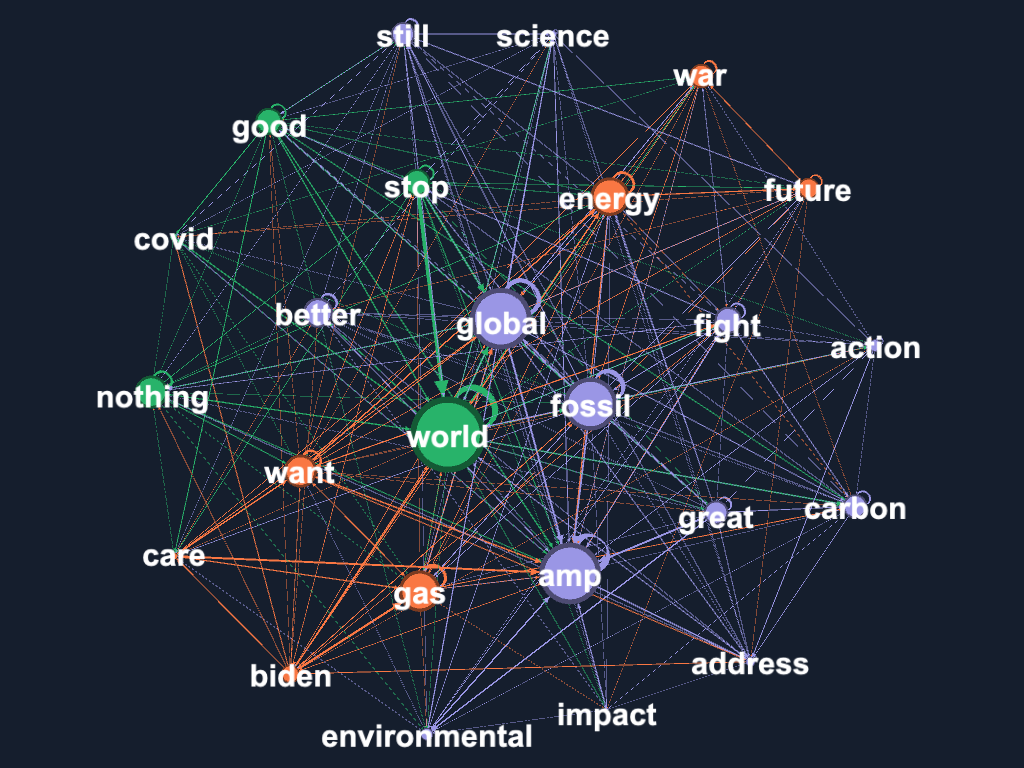 still
science
war
good
stop
energy
future
covid
better
global
fight
action
nothing
fossil
world
want
great
carbon
care
amp
gas
biden
address
impact
environmental